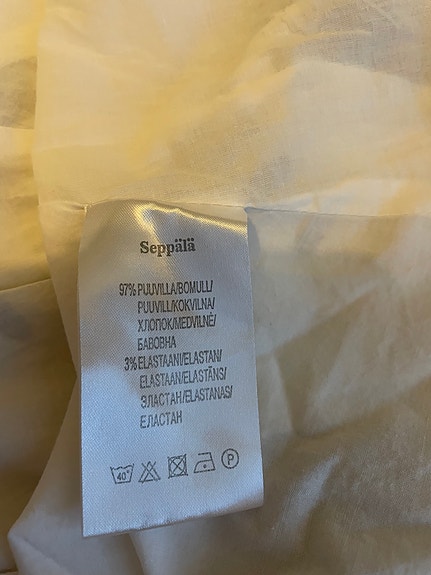 Seppälä
97% PUUVILLA/BOMULL/
PUUVILL/KOKVILNA/
ХЛОПОК/MEDVILNĖ/
БАВОВНА
3% ELASTAANI/ELASTAN/
ELASTAAN/ELASTĀNS/
ЭЛАСТАН/ELASTANAS/
ЕЛАСТАН
40° P